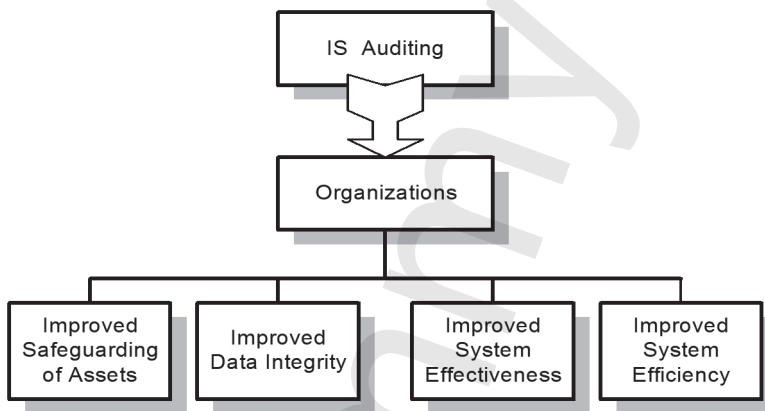 IS Auditing
Organizations
Improved
Safeguarding
of Assets
Improved
Data Integrity
Improved
System
Effectiveness
Improved
System
Efficiency